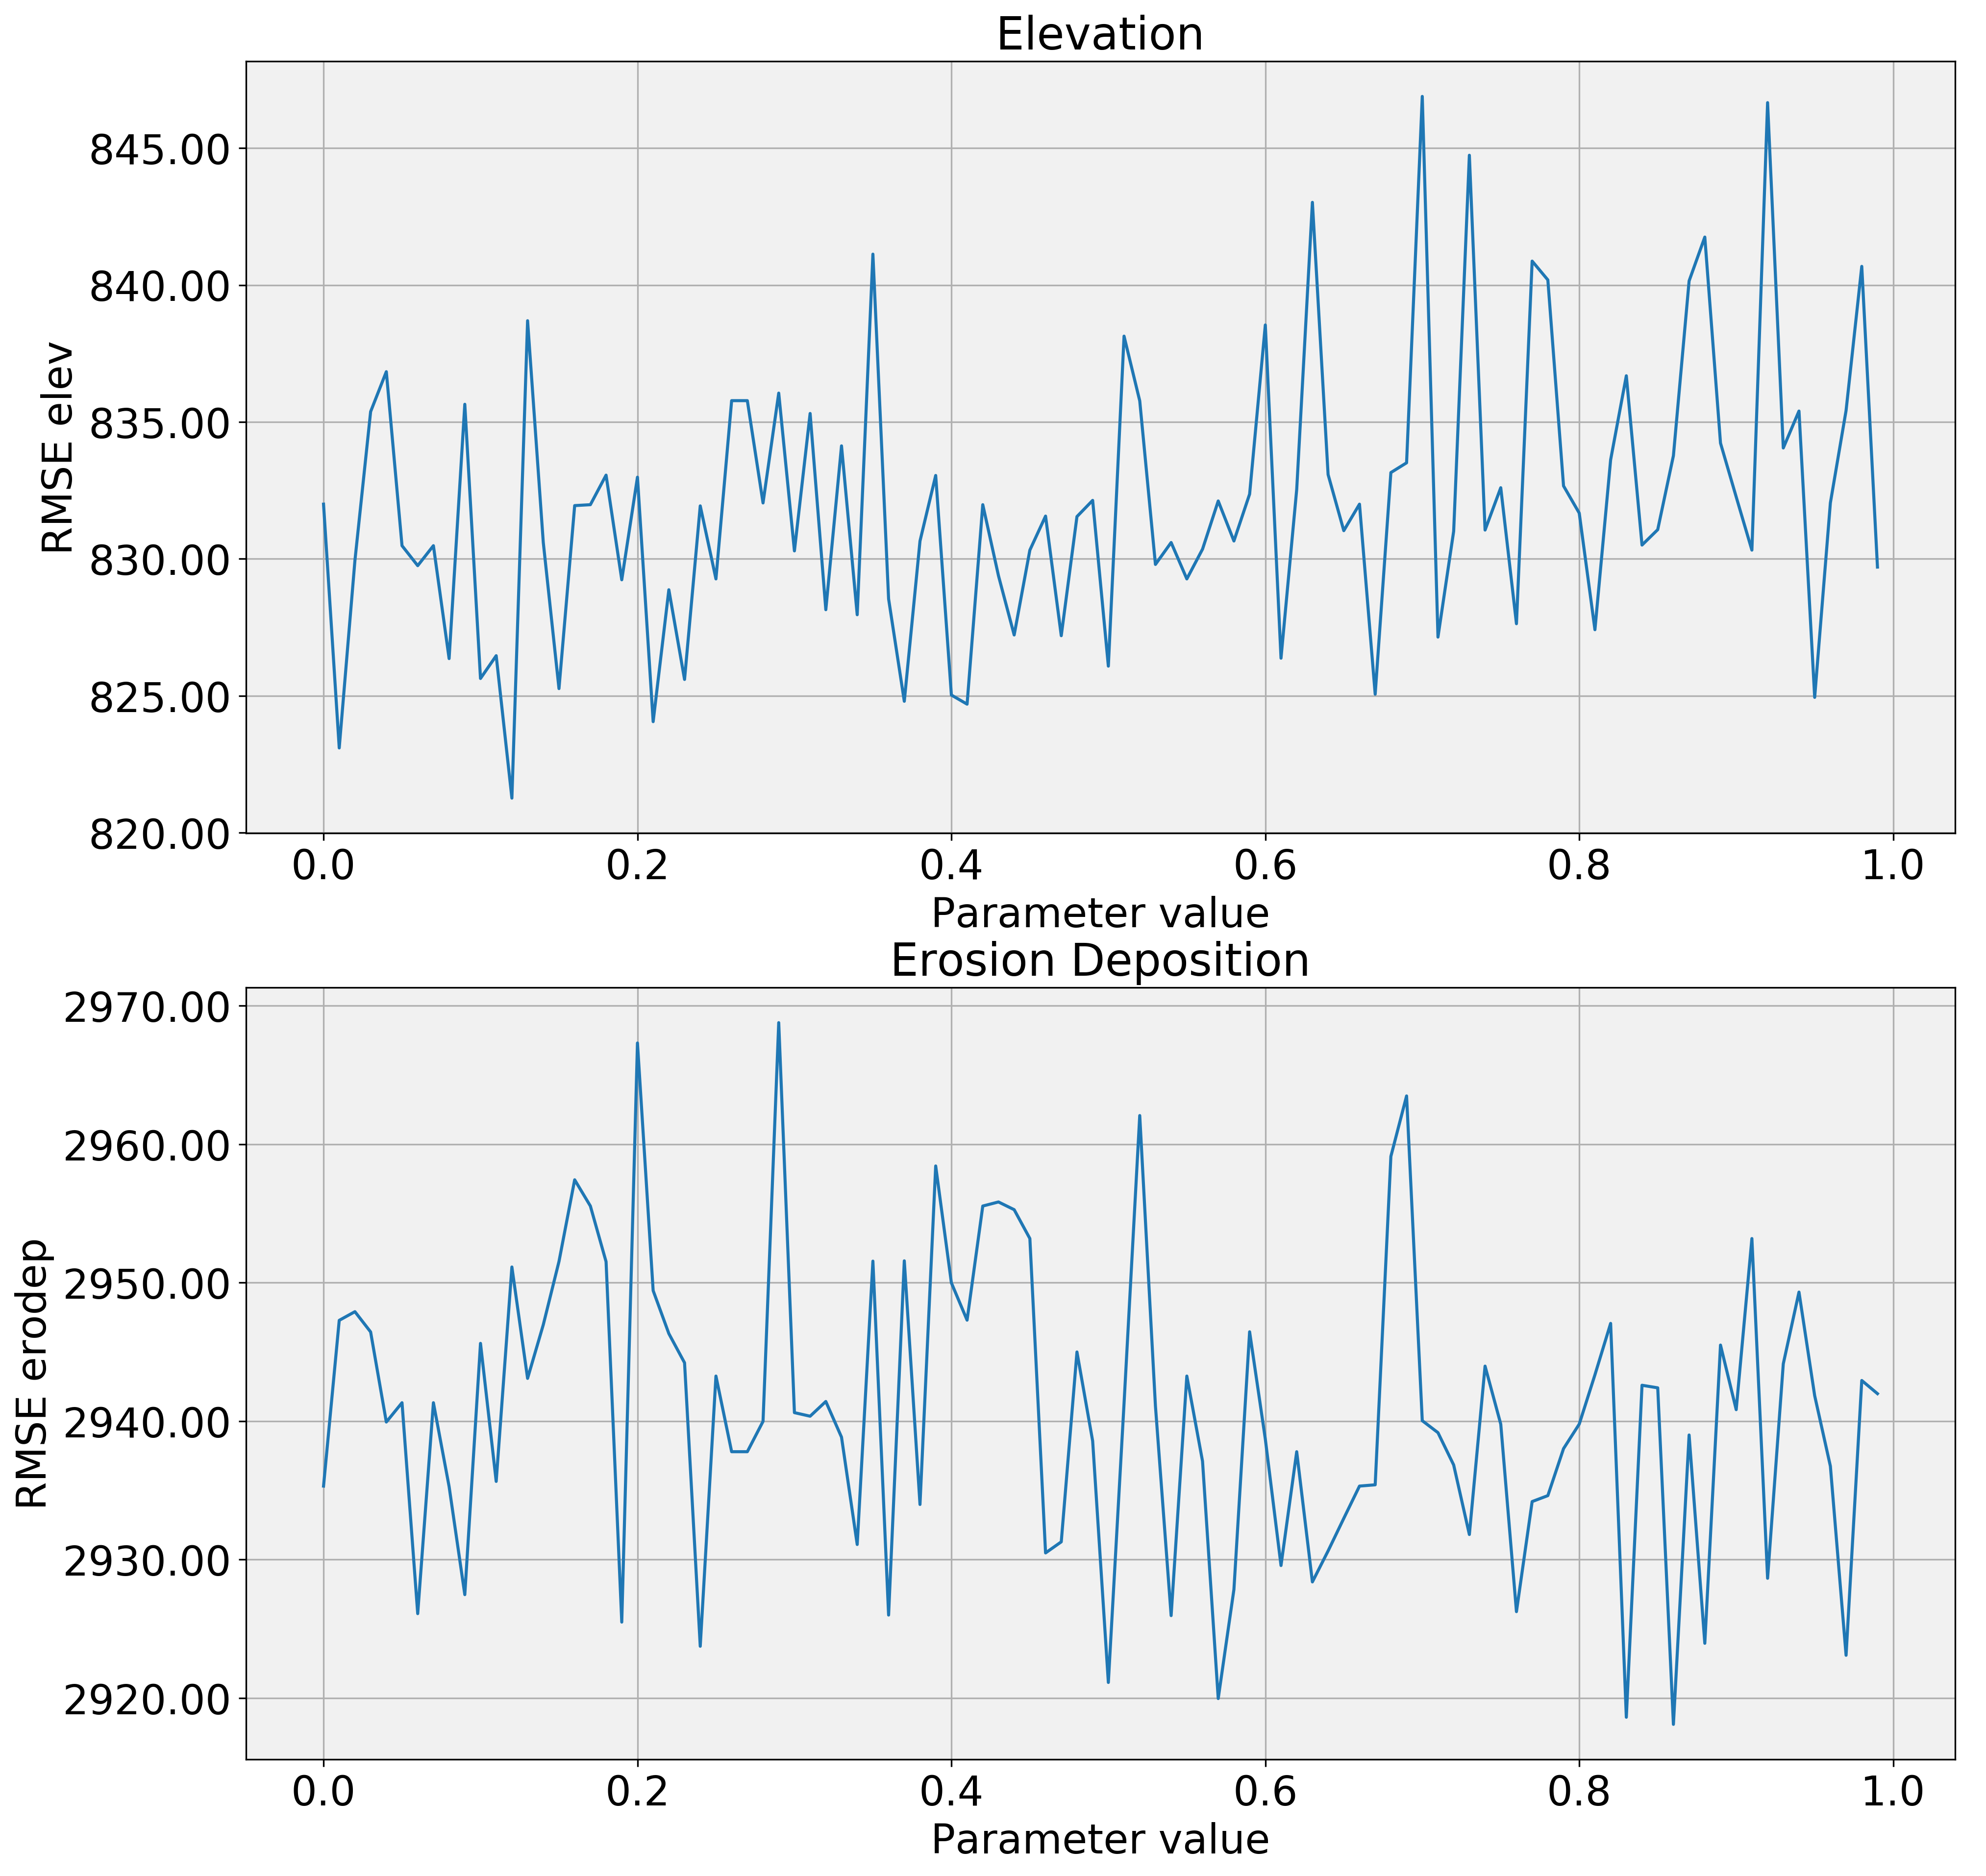 Elevation
845.00
840.00
835.00
830.00
825.00
820.00
RMSE elev
0.0 0.2 0.4 0.6 0.8 1.0
Parameter value
Erosion Deposition
2970.00
2960.00
2950.00
2940.00
2930.00
2920.00
RMSE erodep
0.0 0.2 0.4 0.6 0.8 1.0
Parameter value